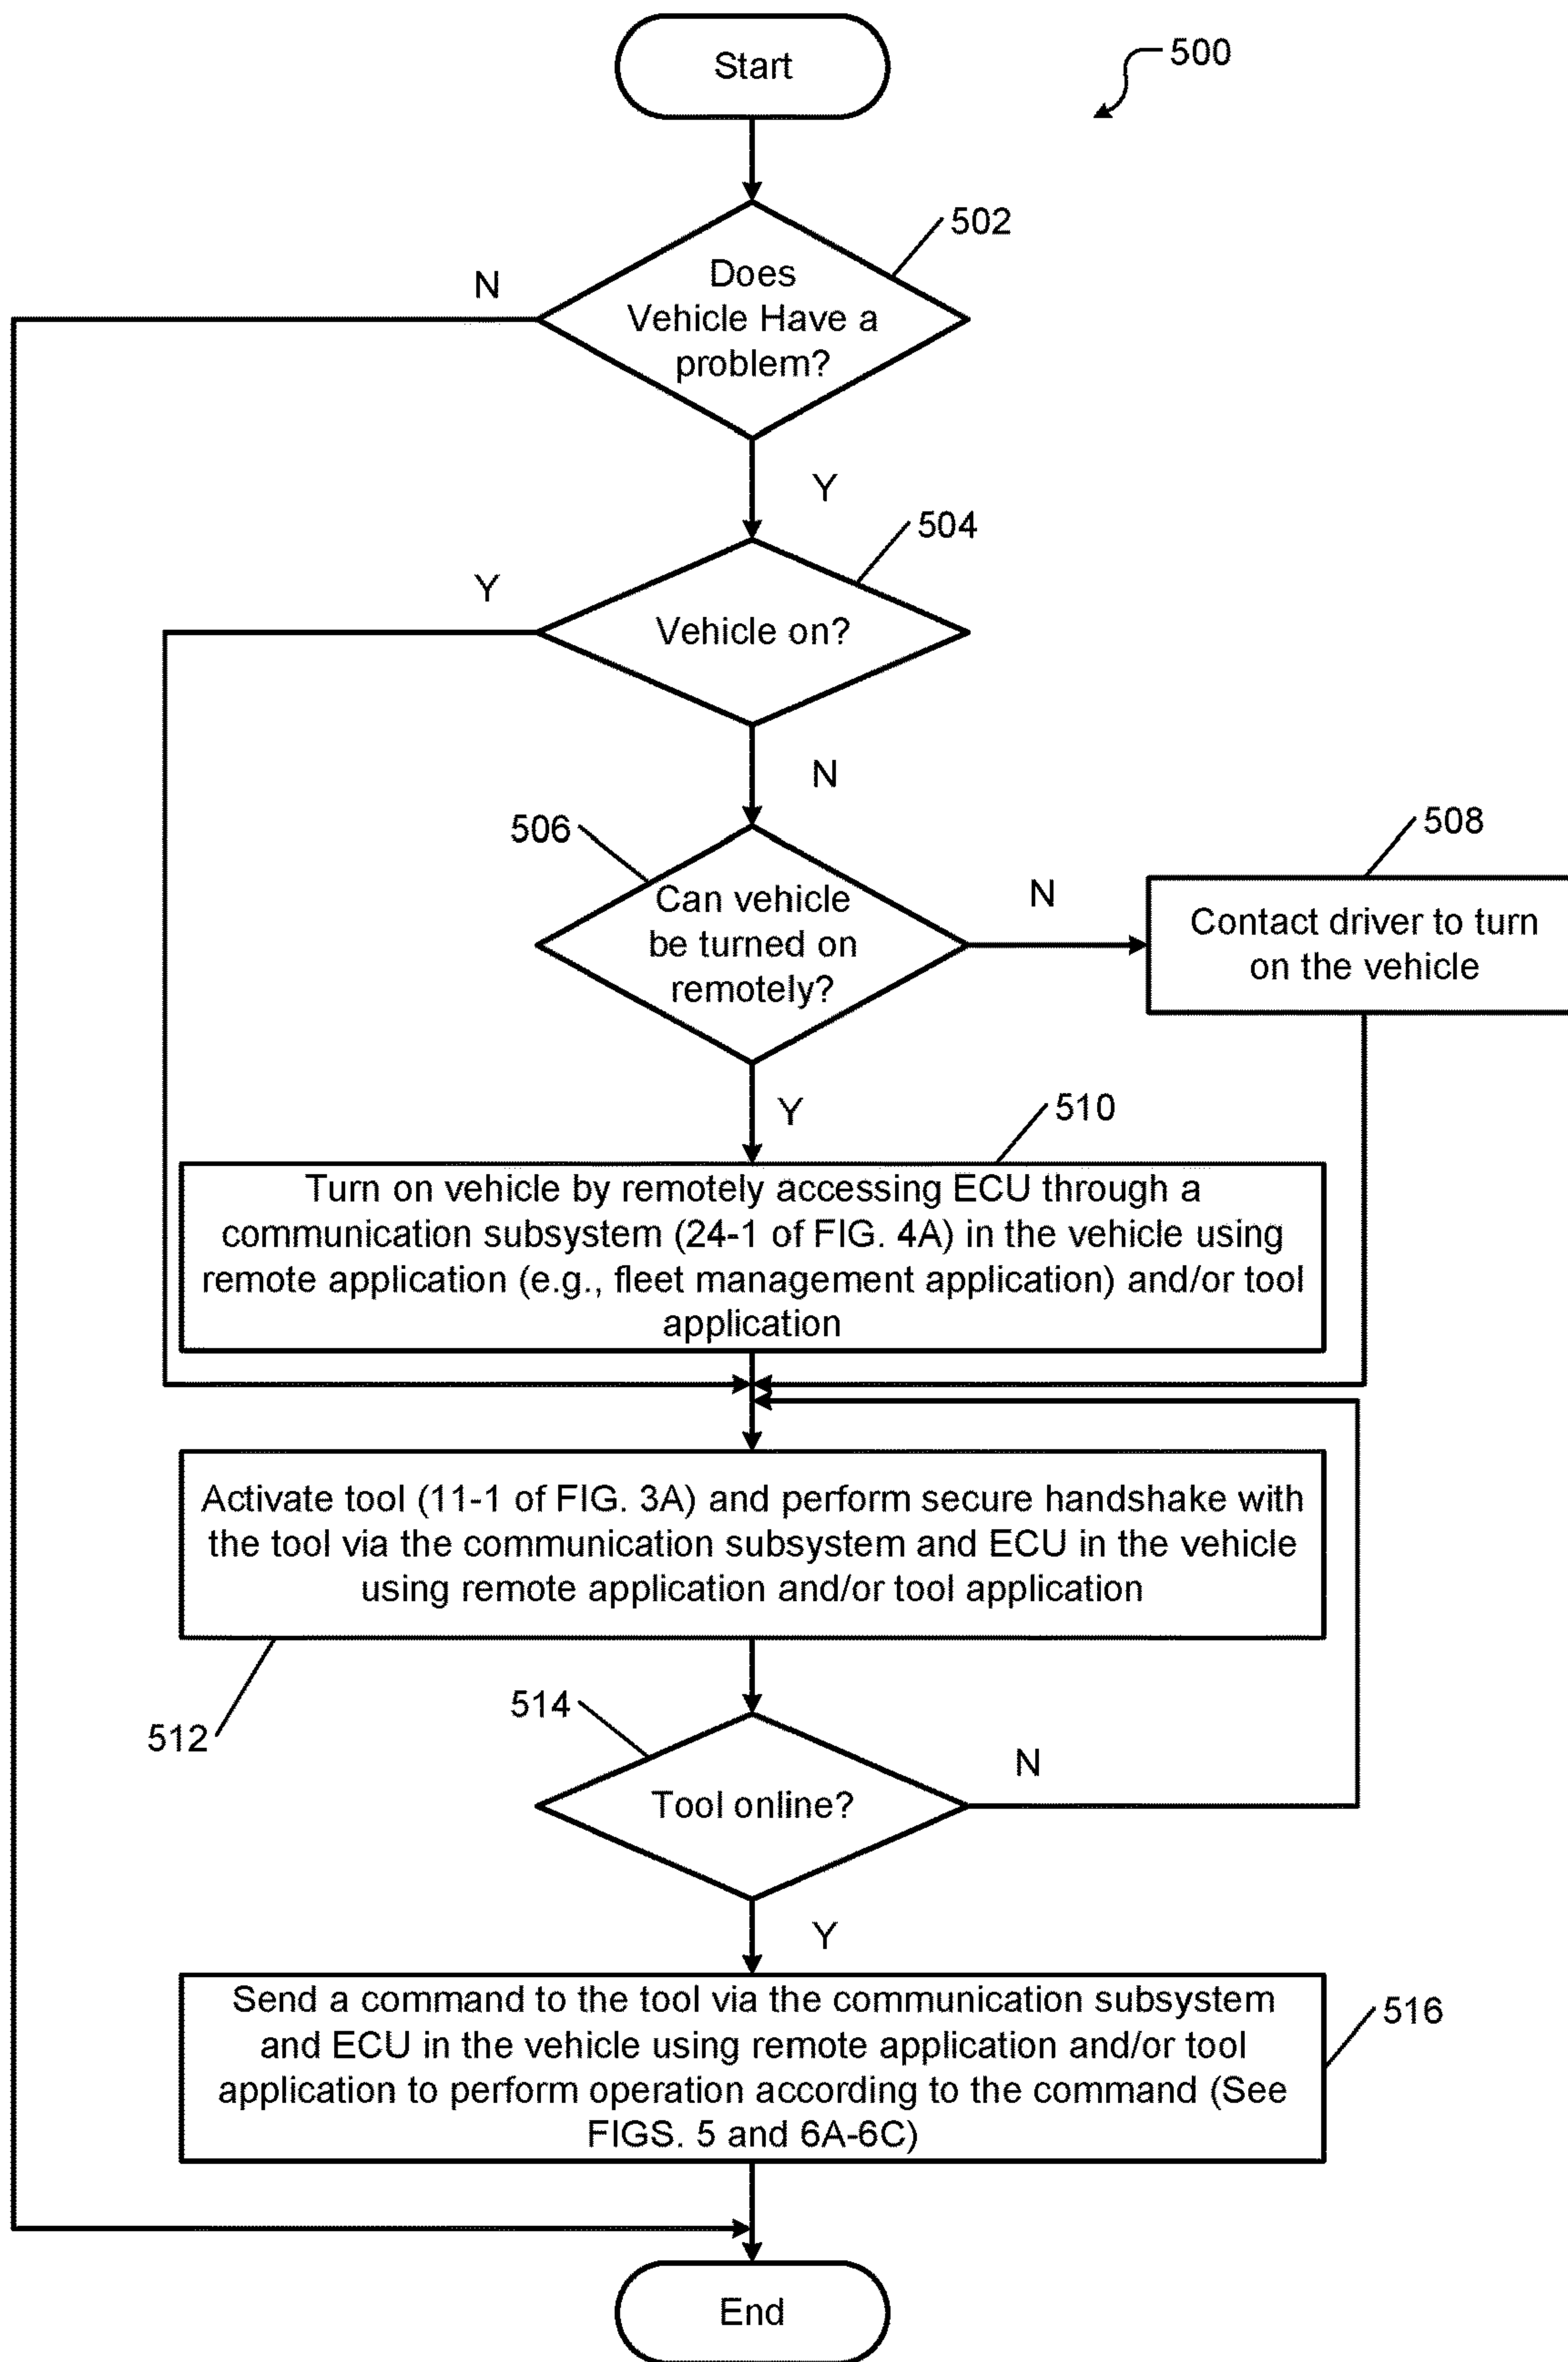 Start
500
502
Does
Vehicle Have a
problem?
N
Y
504
Vehicle on?
Y
N
506
Can vehicle
be turned on
remotely?
N
508
Contact driver to turn
on the vehicle
Y
510
Turn on vehicle by remotely accessing ECU through a
communication subsystem (24-1 of FIG. 4A) in the vehicle using
remote application (e.g., fleet management application) and/or tool
application
Activate tool (11-1 of FIG. 3A) and perform secure handshake with
the tool via the communication subsystem and ECU in the vehicle
using remote application and/or tool application
512
514
Tool online?
N
Y
Send a command to the tool via the communication subsystem
and ECU in the vehicle using remote application and/or tool
application to perform operation according to the command (See
FIGS. 5 and 6A-6C)
516
End